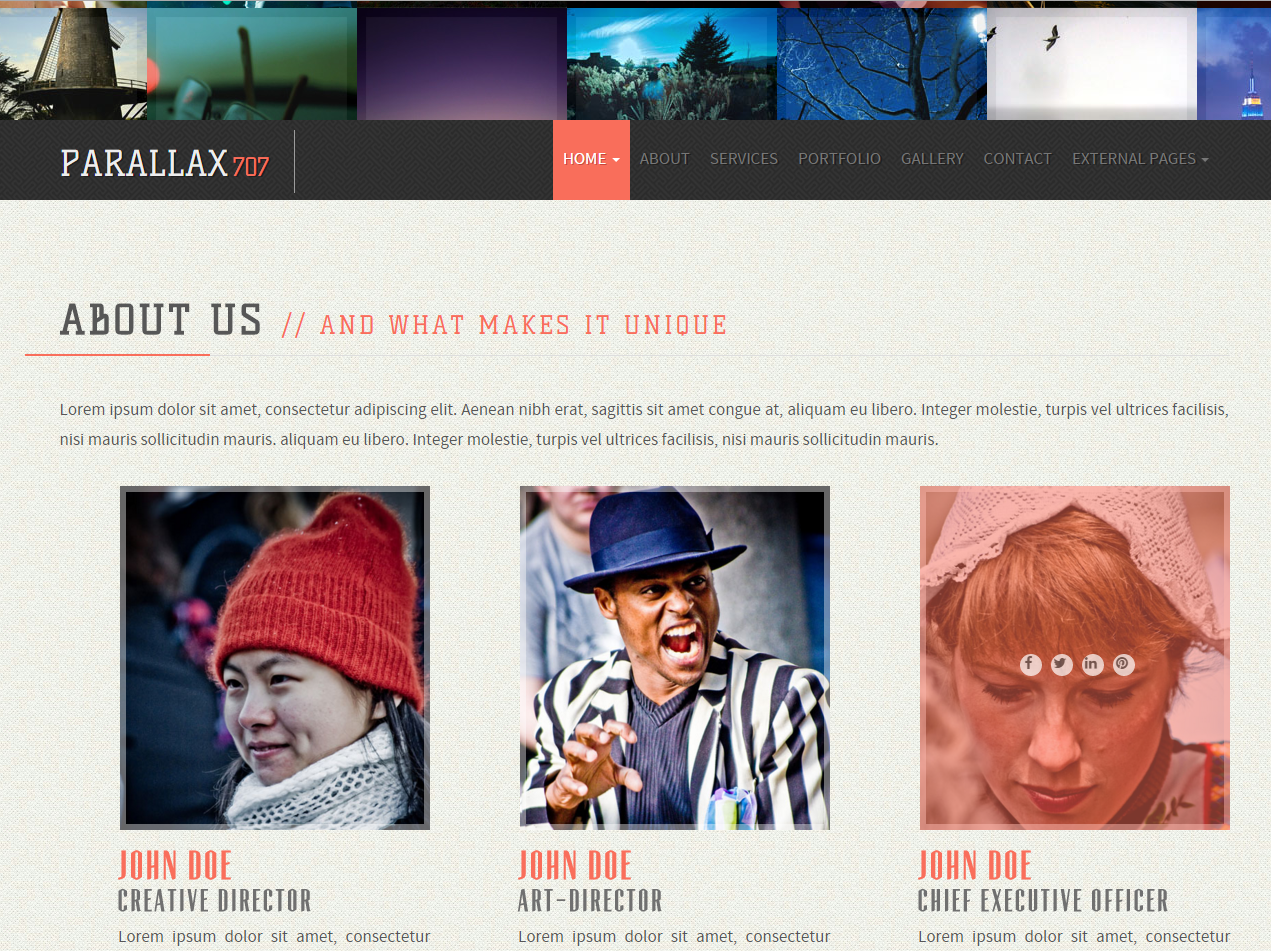 PARALLAX 707
HOME ABOUT SERVICES PORTFOLIO GALLERY CONTACT EXTERNAL PAGES
ABOUT US // AND WHAT MAKES IT UNIQUE
Lorem ipsum dolor sit amet, consectetur adipiscing elit. Aenean nibh erat, sagittis sit amet congue at, aliquam eu libero. Integer molestie, turpis vel ultrices facilisis,
nisi mauris sollicitudin mauris. aliquam eu libero. Integer molestie, turpis vel ultrices facilisis, nisi mauris sollicitudin mauris.
JOHN DOE
CREATIVE DIRECTOR
Lorem ipsum dolor sit amet, consectetur
JOHN DOE
ART-DIRECTOR
Lorem ipsum dolor sit amet, consectetur
JOHN DOE
CHIEF EXECUTIVE OFFICER
Lorem ipsum dolor sit amet, consectetur